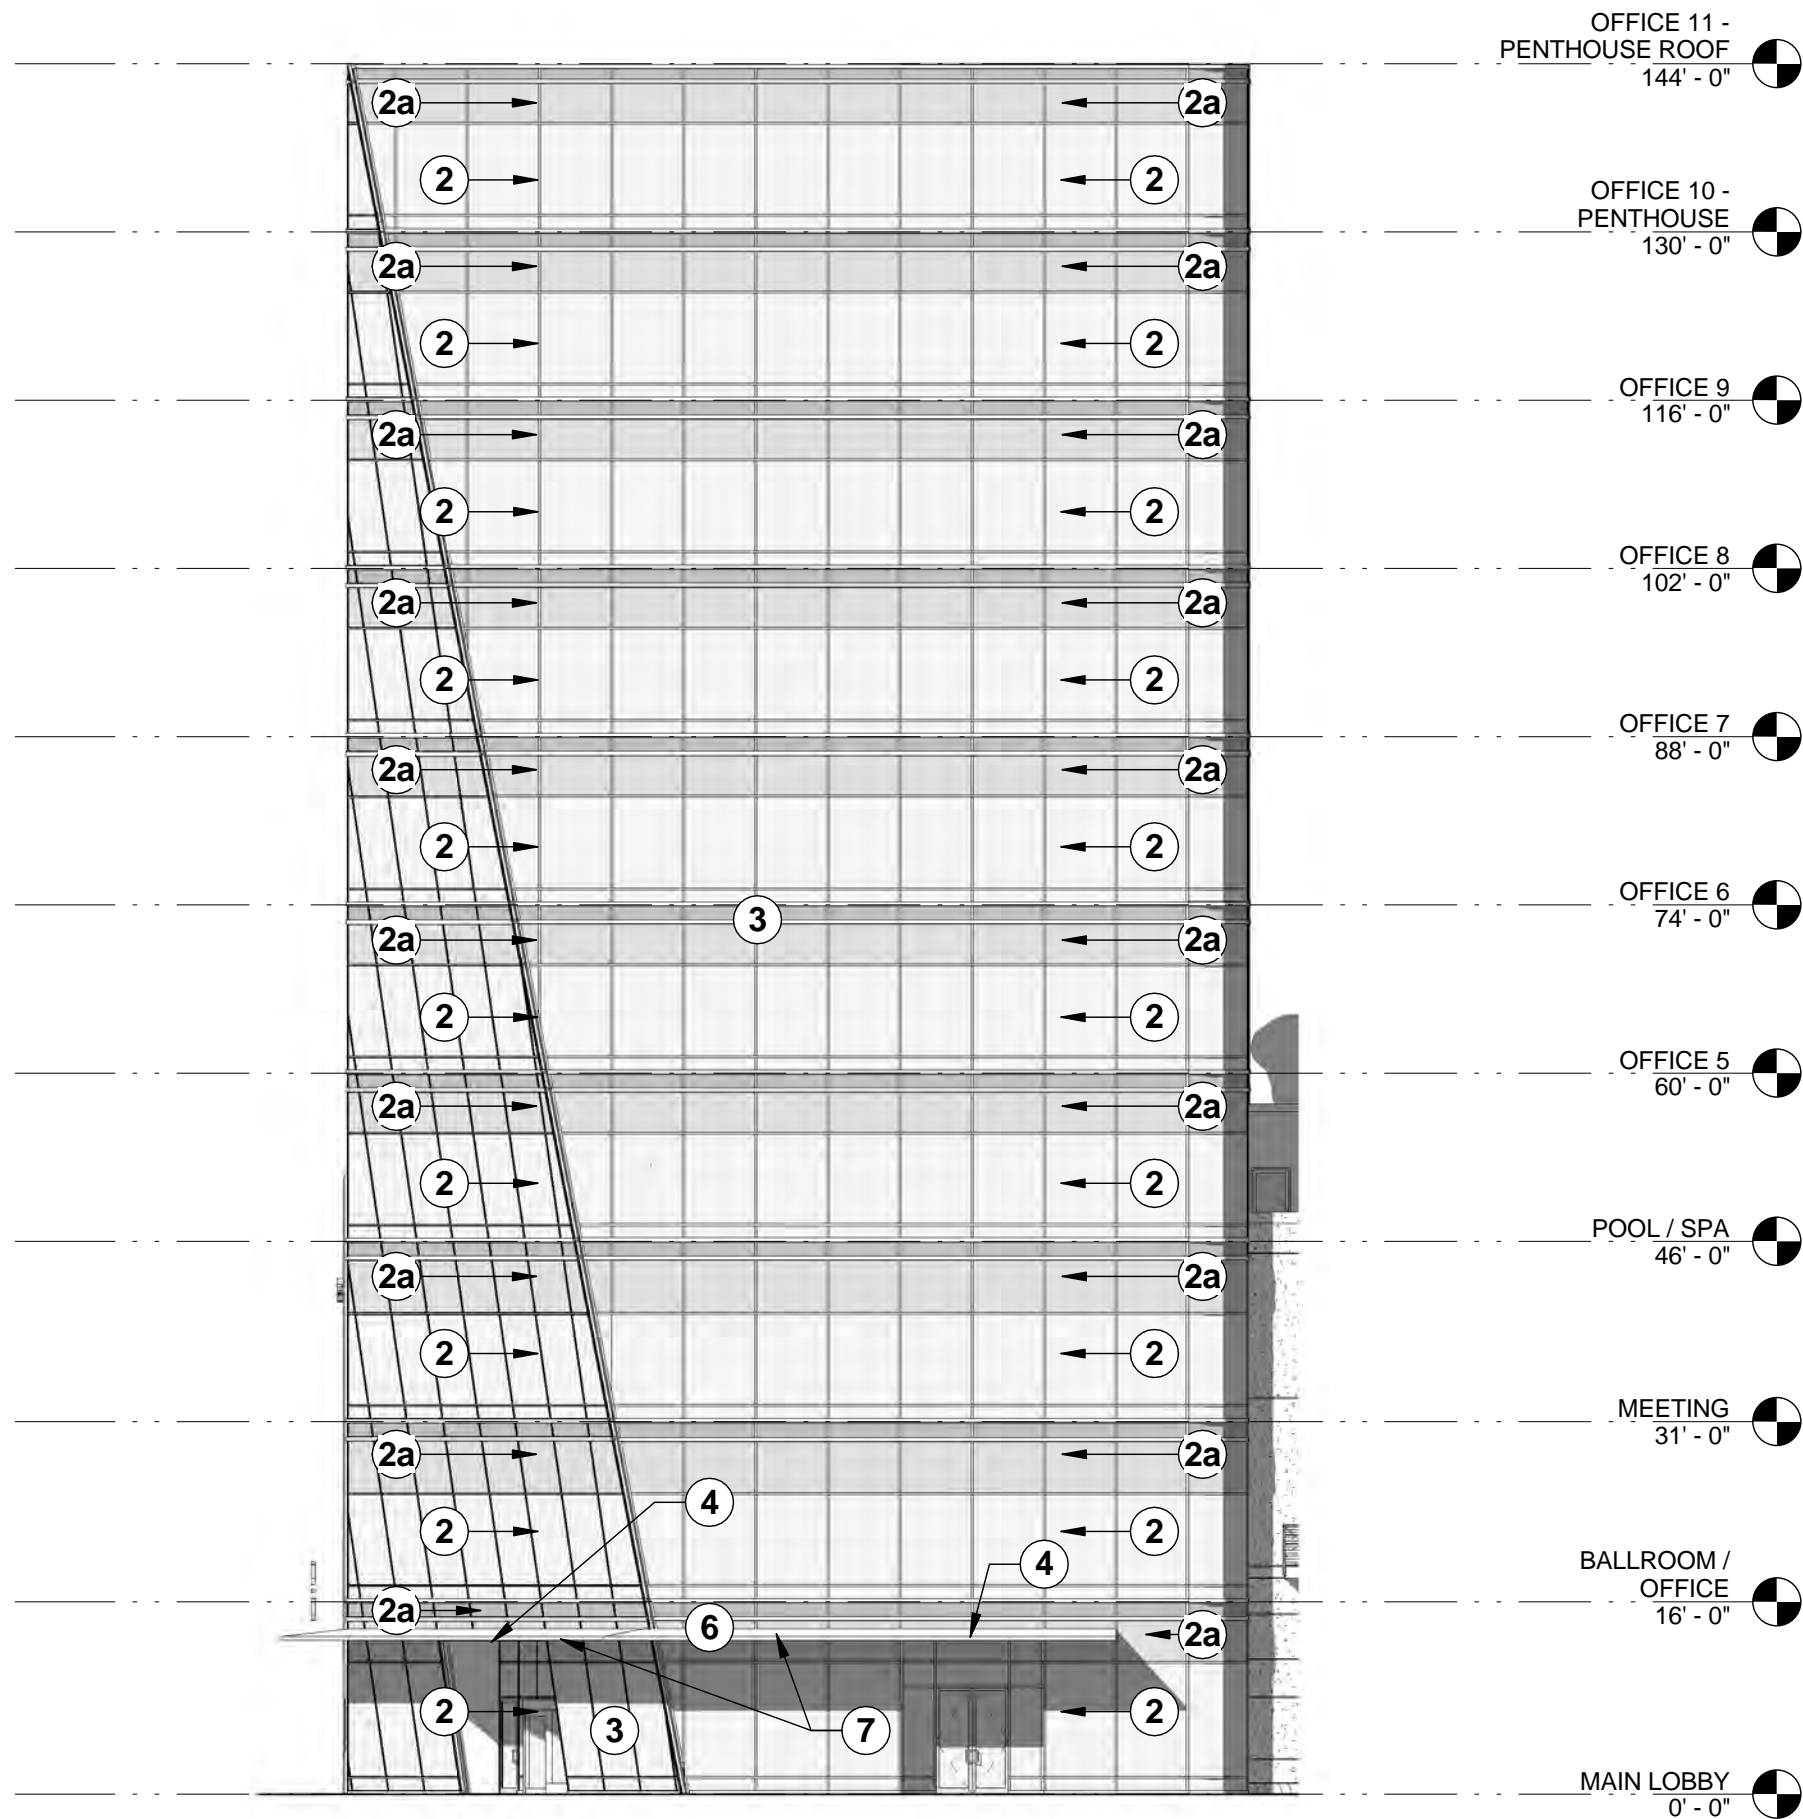 OFFICE 11 -
PENTHOUSE ROOF
144' - 0"
2a 2a
2 2
OFFICE 10 -
PENTHOUSE
130' - 0"
2a 2a
2 2
OFFICE 9
116' - 0"
2a 2a
2 2
OFFICE 8
102' - 0"
2a 2a
2 2
OFFICE 7
88' - 0"
2a 2a
2 2
OFFICE 6
74' - 0"
3
2a 2a
2 2
OFFICE 5
60' - 0"
2a 2a
2 2
POOL / SPA
46' - 0"
2a 2a
2 2
MEETING
31' - 0"
2a 2a
4
2 2
4
BALLROOM /
OFFICE
16' - 0"
2a
6 2a
2 2
3 7
MAIN LOBBY
0' - 0"